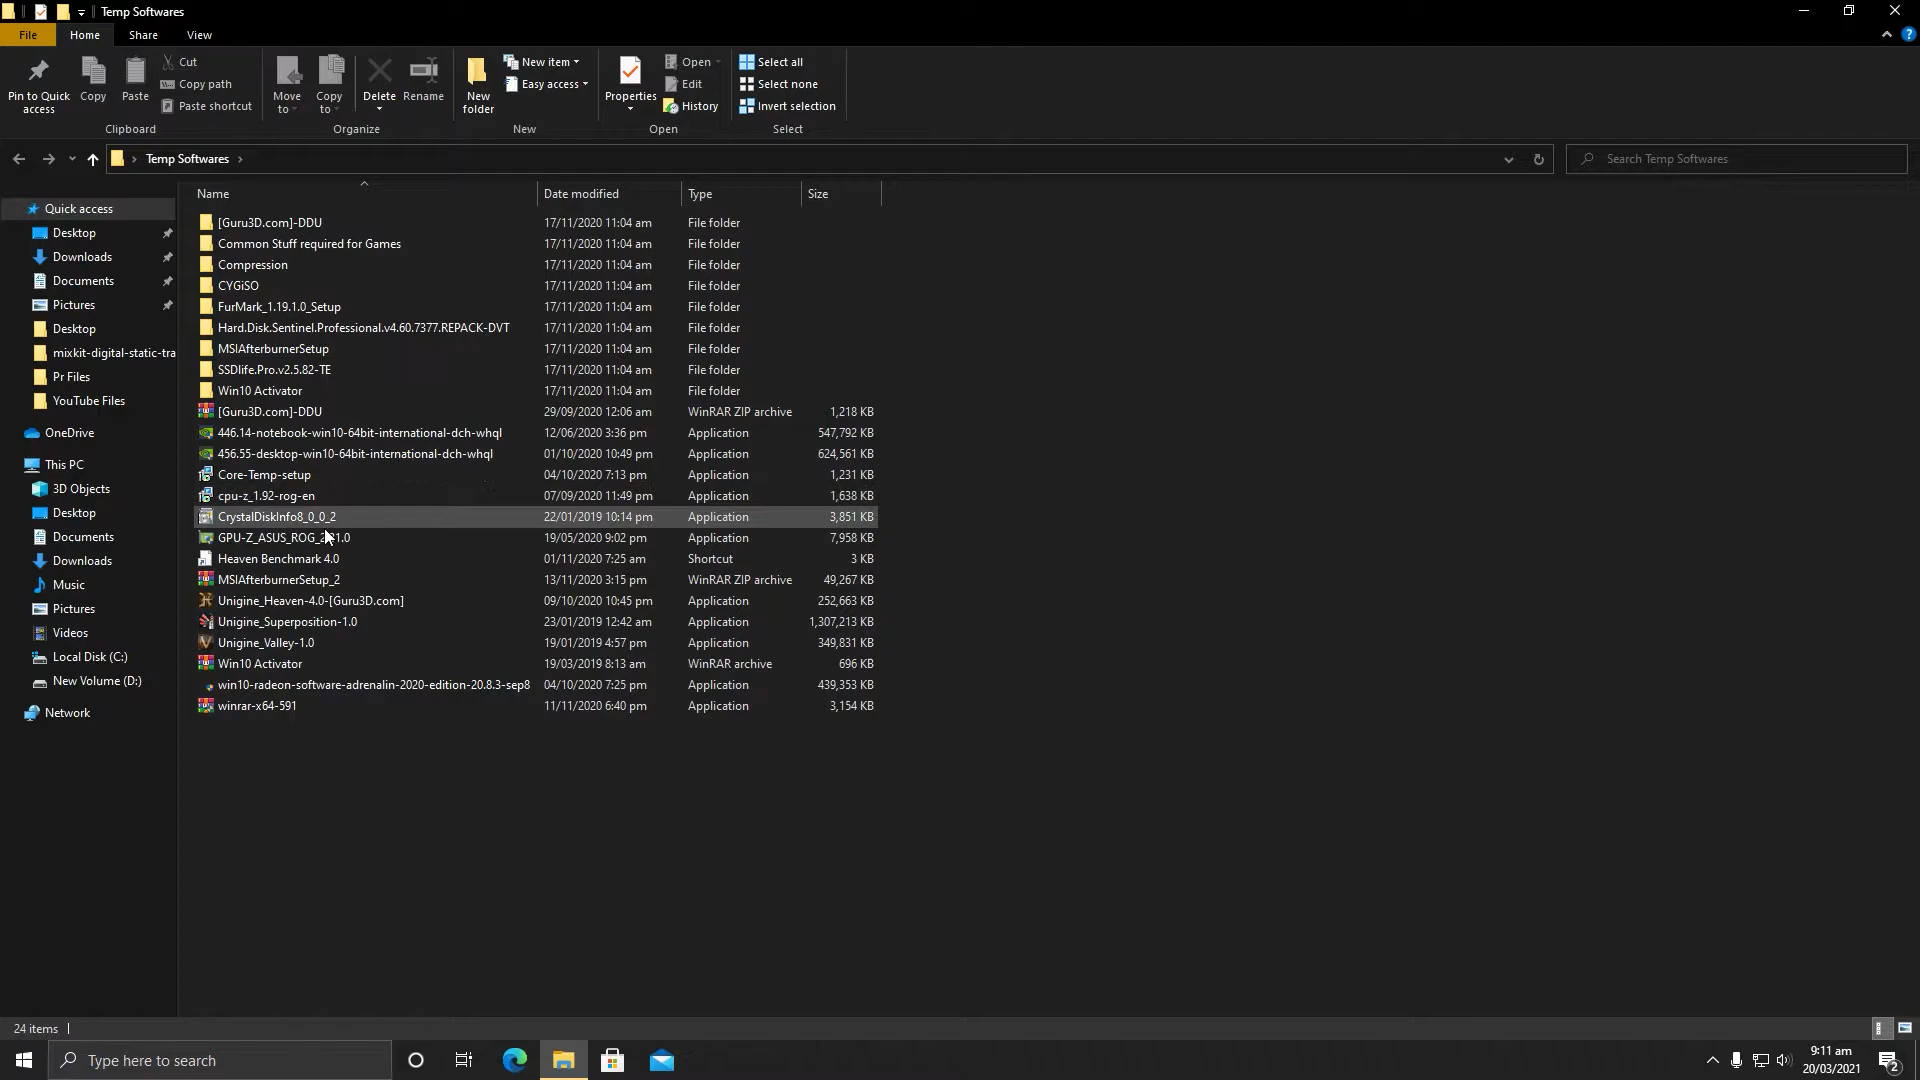 Temp Softwares
File Home Share View
Pin to Quick access
Copy
Paste
Cut
Copy path
Paste shortcut
Clipboard
Move to
Copy to
Delete
Rename
Organize
New folder
New item
Easy access
New
Properties
Open
Edit
History
Open
Select all
Select none
Invert selection
Select
Temp Softwares
Search Temp Softwares
Quick access
Desktop
Downloads
Documents
Pictures
Desktop
mixkit-digital-static-tra
Pr Files
YouTube Files
OneDrive
This PC
3D Objects
Desktop
Documents
Downloads
Music
Pictures
Videos
Local Disk (C:)
New Volume (D:)
Network
Name Date modified Type Size
[Guru3D.com]-DDU 17/11/2020 11:04 am File folder
Common Stuff required for Games 17/11/2020 11:04 am File folder
Compression 17/11/2020 11:04 am File folder
CYGiSO 17/11/2020 11:04 am File folder
FurMark_1.19.1.0_Setup 17/11/2020 11:04 am File folder
Hard.Disk.Sentinel.Professional.v4.60.7377.REPACK-DVT 17/11/2020 11:04 am File folder
MSIAfterburnerSetup 17/11/2020 11:04 am File folder
SSDlife.Pro.v2.5.82-TE 17/11/2020 11:04 am File folder
Win10 Activator 17/11/2020 11:04 am File folder
[Guru3D.com]-DDU 29/09/2020 12:06 am WinRAR ZIP archive 1,218 KB
446.14-notebook-win10-64bit-international-dch-whql 12/06/2020 3:36 pm Application 547,792 KB
456.55-desktop-win10-64bit-international-dch-whql 01/10/2020 10:49 pm Application 624,561 KB
Core-Temp-setup 04/10/2020 7:13 pm Application 1,231 KB
cpu-z_1.92-rog-en 07/09/2020 11:49 pm Application 1,638 KB
CrystalDiskInfo8_0_0_2 22/01/2019 10:14 pm Application 3,851 KB
GPU-Z_ASUS_ROG_2. 1.0 19/05/2020 9:02 pm Application 7,958 KB
Heaven Benchmark 4.0 01/11/2020 7:25 am Shortcut 3 KB
MSIAfterburnerSetup_2 13/11/2020 3:15 pm WinRAR ZIP archive 49,267 KB
Unigine_Heaven-4.0-[Guru3D.com] 09/10/2020 10:45 pm Application 252,663 KB
Unigine_Superposition-1.0 23/01/2019 12:42 am Application 1,307,213 KB
Unigine_Valley-1.0 19/01/2019 4:57 pm Application 349,831 KB
Win10 Activator 19/03/2019 8:13 am WinRAR archive 696 KB
win10-radeon-software-adrenalin-2020-edition-20.8.3-sep8 04/10/2020 7:25 pm Application 439,353 KB
winrar-x64-591 11/11/2020 6:40 pm Application 3,154 KB
24 items
Type here to search
9:11 am
20/03/2021
2